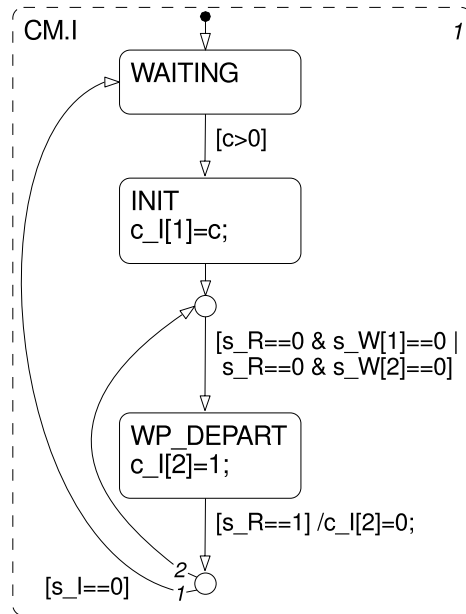 CM.I 1
WAITING
[c>0]
INIT
c_I[1]=c;
[s_R==0 & s_W[1]==0 |
s_R==0 & s_W[2]==0]
WP_DEPART
c_I[2]=1;
[s_R==1] /c_I[2]=0;
2
[s_I==0] 1